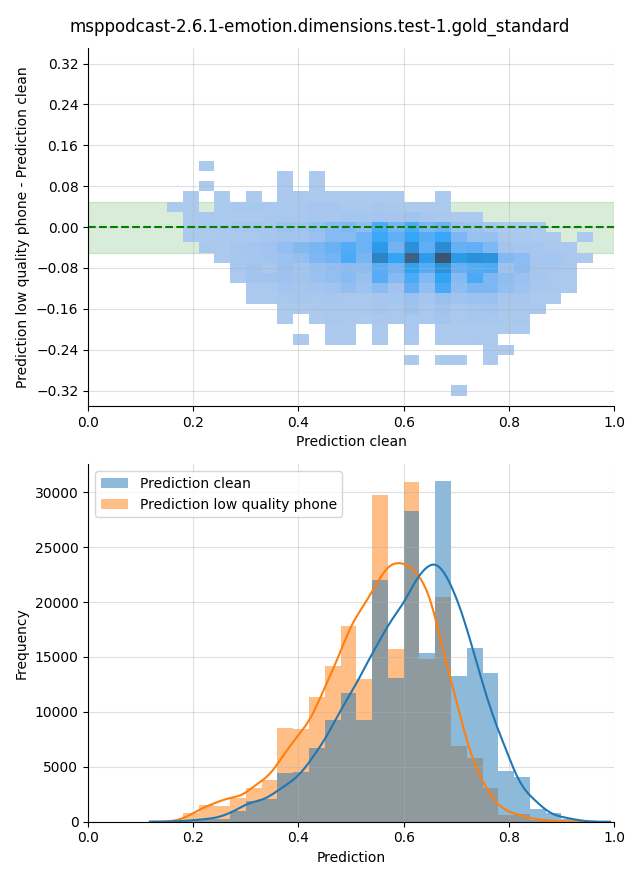 msppodcast-2.6.1-emotion.dimensions.test-1.gold_standard
Prediction low quality phone - Prediction clean
0.32
0.24
0.16
0.08
0.00
−0.08
−0.16
−0.24
−0.32
0.0 0.2 0.4 0.6 0.8 1.0
Prediction clean
Prediction clean
Prediction low quality phone
Frequency
30000
25000
20000
15000
10000
5000
0
0.0 0.2 0.4 0.6 0.8 1.0
Prediction